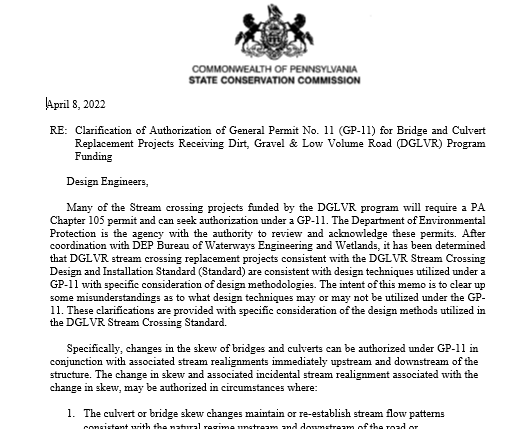 COMMONWEALTH OF PENNSYLVANIA
STATE CONSERVATION COMMISSION
April 8, 2022
RE: Clarification of Authorization of General Permit No. 11 (GP-11) for Bridge and Culvert
Replacement Projects Receiving Dirt, Gravel & Low Volume Road (DGLVR) Program
Funding
Design Engineers,
Many of the Stream crossing projects funded by the DGLVR program will require a PA
Chapter 105 permit and can seek authorization under a GP-11. The Department of Environmental
Protection is the agency with the authority to review and acknowledge these permits. After
coordination with DEP Bureau of Waterways Engineering and Wetlands, it has been determined
that DGLVR stream crossing replacement projects consistent with the DGLVR Stream Crossing
Design and Installation Standard (Standard) are consistent with design techniques utilized under a
GP-11 with specific consideration of design methodologies. The intent of this memo is to clear up
some misunderstandings as to what design techniques may or may not be utilized under the GP-
11. These clarifications are provided with specific consideration of the design methods utilized in
the DGLVR Stream Crossing Standard.
Specifically, changes in the skew of bridges and culverts can be authorized under GP-11 in
conjunction with associated stream realignments immediately upstream and downstream of the
structure. The change in skew and associated incidental stream realignment associated with the
change in skew, may be authorized in circumstances where:
1. The culvert or bridge skew changes maintain or re-establish stream flow patterns
consistent with the natural regime upstream and downstream of the road or